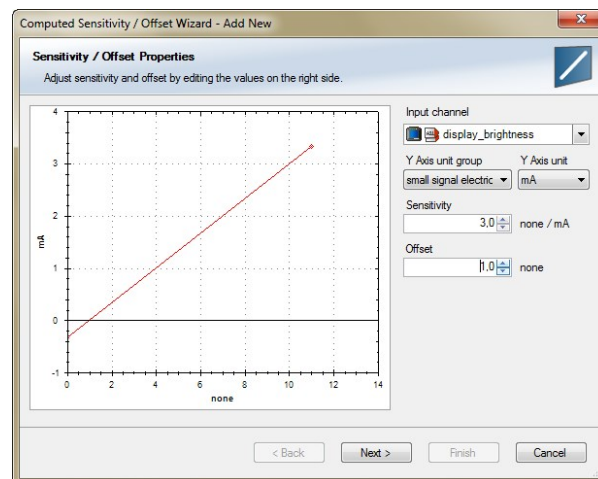 Computed Sensitivity / Offset Wizard - Add New
Sensitivity / Offset Properties
Adjust sensitivity and offset by editing the values on the right side.
4
3
2
1
0
-1
mA
0 2 4 6 8 10 12 14
none
Input channel
display_brightness
Y Axis unit group Y Axis unit
small signal electric mA
Sensitivity
3,0 none / mA
Offset
1,0 none
< Back Next > Finish Cancel